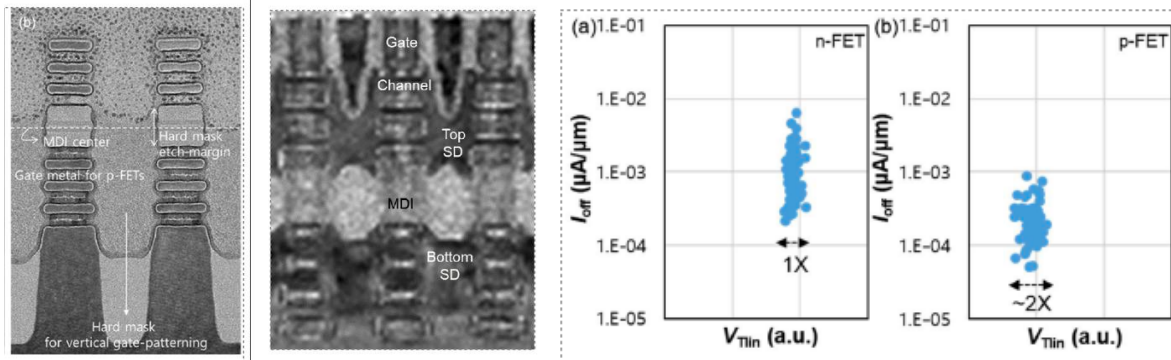 (b)
MDI center
Hard mask
etch-margin
Gate metal for p-FETs
Hard mask
for vertical gate-patterning
Gate
Channel
Top
SD
MDI
Bottom
SD
(a)
1.E-01
1.E-02
1.E-03
1.E-04
1.E-05
Ioff (µA/µm)
n-FET
1X
VTlin (a.u.)
(b)
1.E-01
1.E-02
1.E-03
1.E-04
1.E-05
Ioff (µA/µm)
p-FET
~2X
VTlin (a.u.)